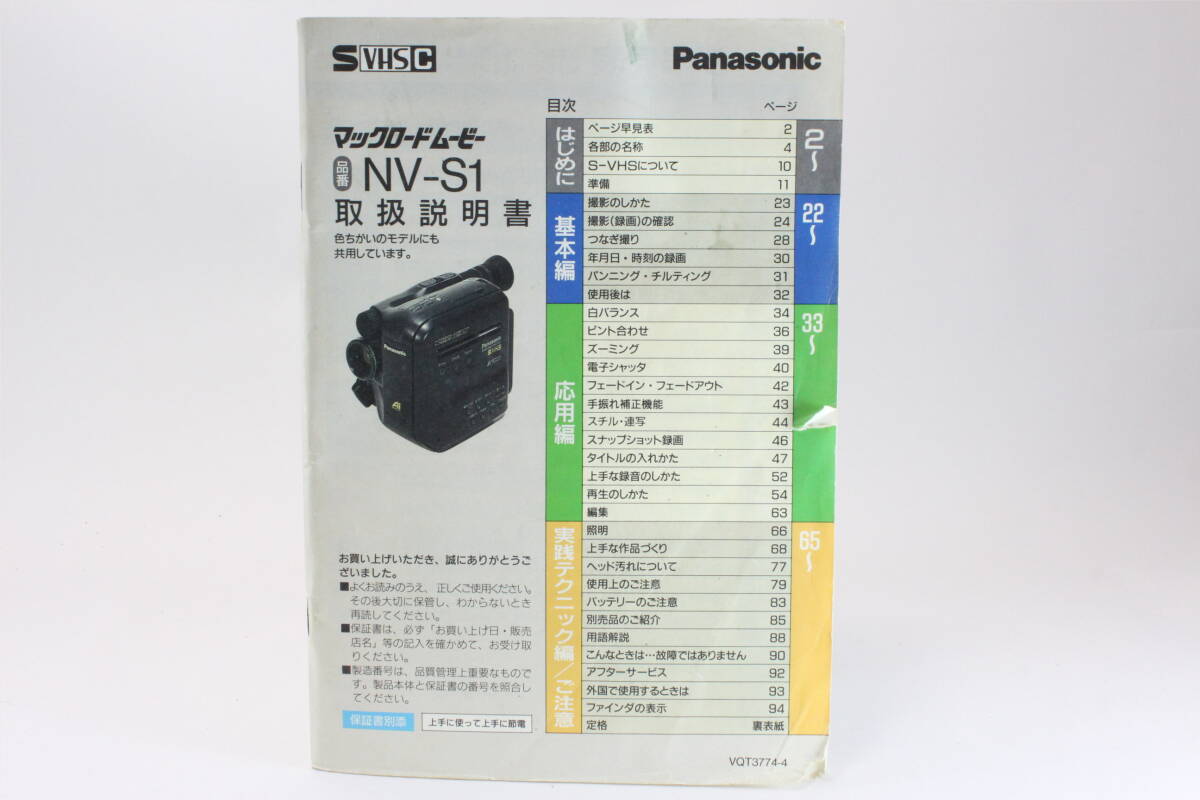 S VHS C
Panasonic
マックロードムービー
品番 NV-S1
取扱説明書
色ちがいのモデルにも
共用しています。
Panasonic
Panasonic
AI
お買い上げいただき、誠にありがとうご
ざいました。
■よくお読みのうえ、正しくご使用ください。
その後大切に保管し、わからないとき
再読してください。
■保証書は、必ず「お買い上げ日・販売
店名」等の記入を確かめて、お受け取
りください。
■製造番号は、品質管理上重要なもので
す。製品本体と保証書の番号を照合し
てください。
保証書別添
上手に使って上手に節電
目次 ページ
はじめに 2〜
ページ早見表 2
各部の名称 4
S-VHSについて 10
準備 11
基本編 22〜
撮影のしかた 23
撮影(録画)の確認 24
つなぎ撮り 28
年月日・時刻の録画 30
パンニング・チルティング 31
使用後は 32
応用編 33〜
白バランス 34
ピント合わせ 36
ズーミング 39
電子シャッタ 40
フェードイン・フェードアウト 42
手振れ補正機能 43
スチル・連写 44
スナップショット録画 46
タイトルの入れかた 47
上手な録音のしかた 52
再生のしかた 54
編集 63
実践テクニック編/ご注意 65〜
照明 66
上手な作品づくり 68
ヘッド汚れについて 77
使用上のご注意 79
バッテリーのご注意 83
別売品のご紹介 85
用語解説 88
こんなときは…故障ではありません 90
アフターサービス 92
外国で使用するときは 93
ファインダの表示 94
定格 裏表紙
VQT3774-4